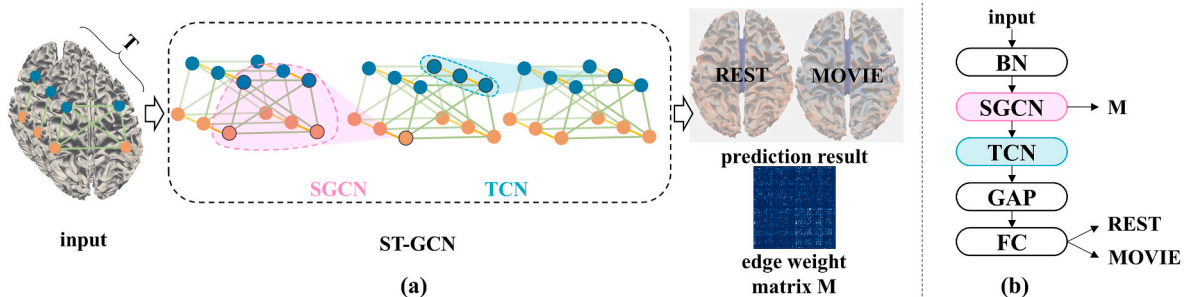 T
input
SGCN
TCN
ST-GCN
(a)
REST
MOVIE
prediction result
edge weight
matrix M
input
BN
SGCN
M
TCN
GAP
FC
REST
MOVIE
(b)